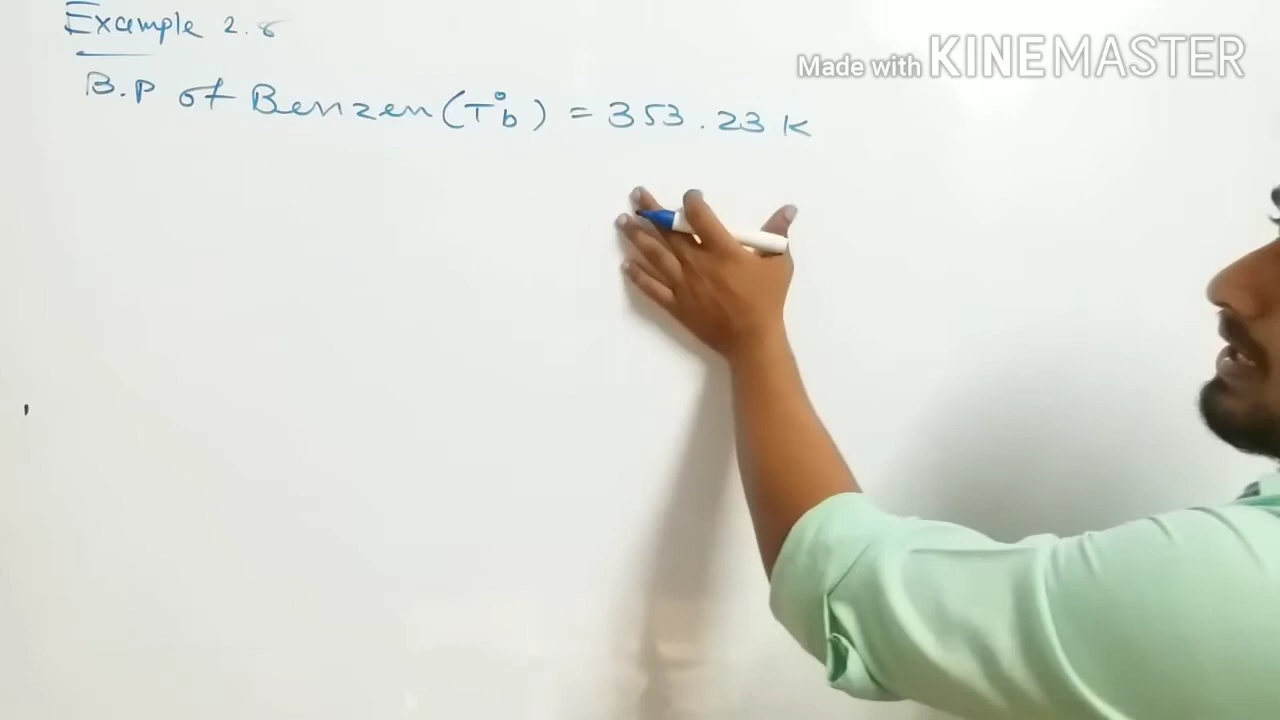 Example 2.8
Made with KINEMASTER
B.P of Benzen (T°b) = 353.23 K